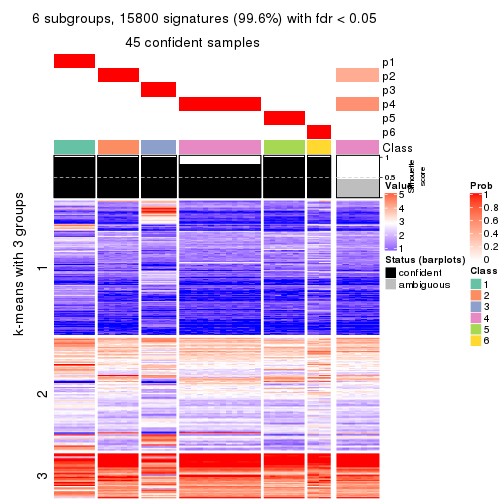 6 subgroups, 15800 signatures (99.6%) with fdr < 0.05
45 confident samples
p1
p2
p3
p4
p5
p6
Class
1
0.5
0
Silhouette
score
k-means with 3 groups
1
2
3
Value
5
4
3
2
1
Status (barplots)
confident
ambiguous
Prob
1
0.8
0.6
0.4
0.2
0
Class
1
2
3
4
5
6